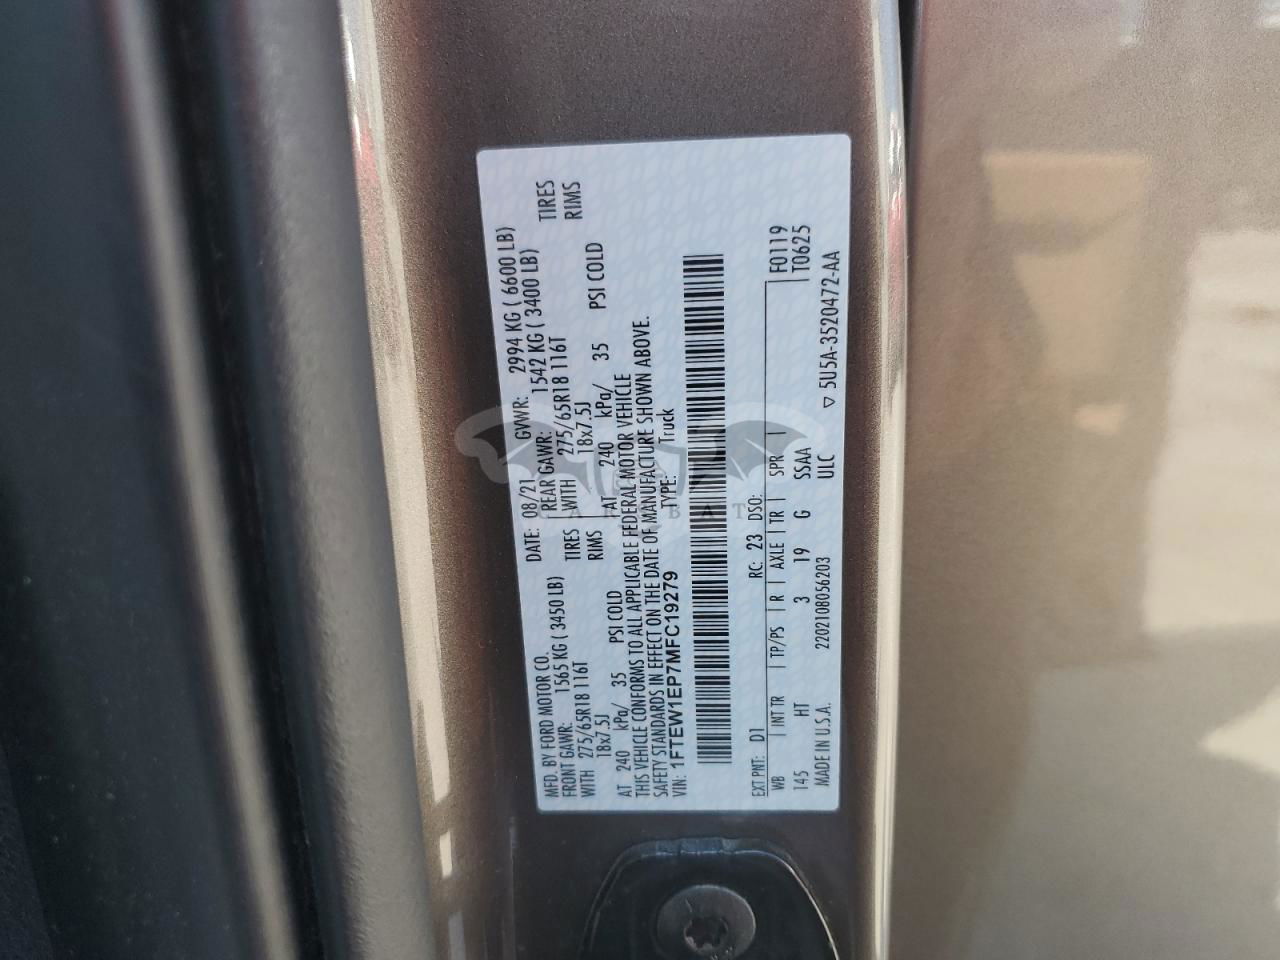 MFD. BY FORD MOTOR CO.
DATE: 08/21 GVWR: 2994 KG ( 6600 LB)
FRONT GAWR: 1565 KG ( 3450 LB) REAR GAWR: 1542 KG ( 3400 LB)
WITH 275/65R18 116T TIRES WITH 275/65R18 116T TIRES
18x7.5J RIMS 18x7.5J RIMS
AT 240 kPa/ 35 PSI COLD AT 240 kPa/ 35 PSI COLD
THIS VEHICLE CONFORMS TO ALL APPLICABLE FEDERAL MOTOR VEHICLE
SAFETY STANDARDS IN EFFECT ON THE DATE OF MANUFACTURE SHOWN ABOVE.
VIN: 1FTEW1EP7MFC19279 TYPE: Truck
EXT PNT: D1 RC: 23 DSO: F0119
WB INT TR TP/PS R AXLE TR SPR T0625
145 HT 3 19 G SSAA
MADE IN U.S.A. 2202108056203 ULC ▽ 5U5A-3520472-AA
CAR BAT